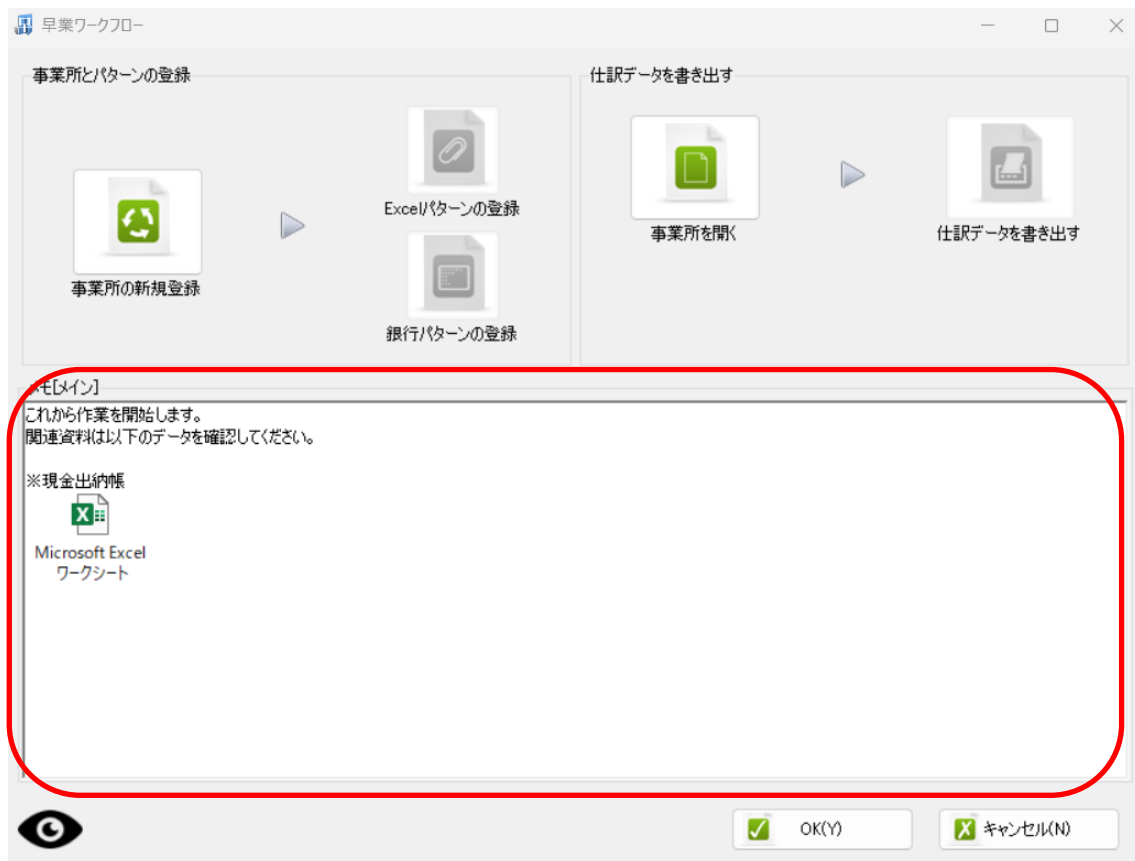 早業ワークフロー
事業所とパターンの登録
Excelパターンの登録
事業所の新規登録
銀行パターンの登録
仕訳データを書き出す
事業所を開く
仕訳データを書き出す
メモ[メイン]
これから作業を開始します。
関連資料は以下のデータを確認してください。
※現金出納帳
Microsoft Excel
ワークシート
OK(Y)
キャンセル(N)